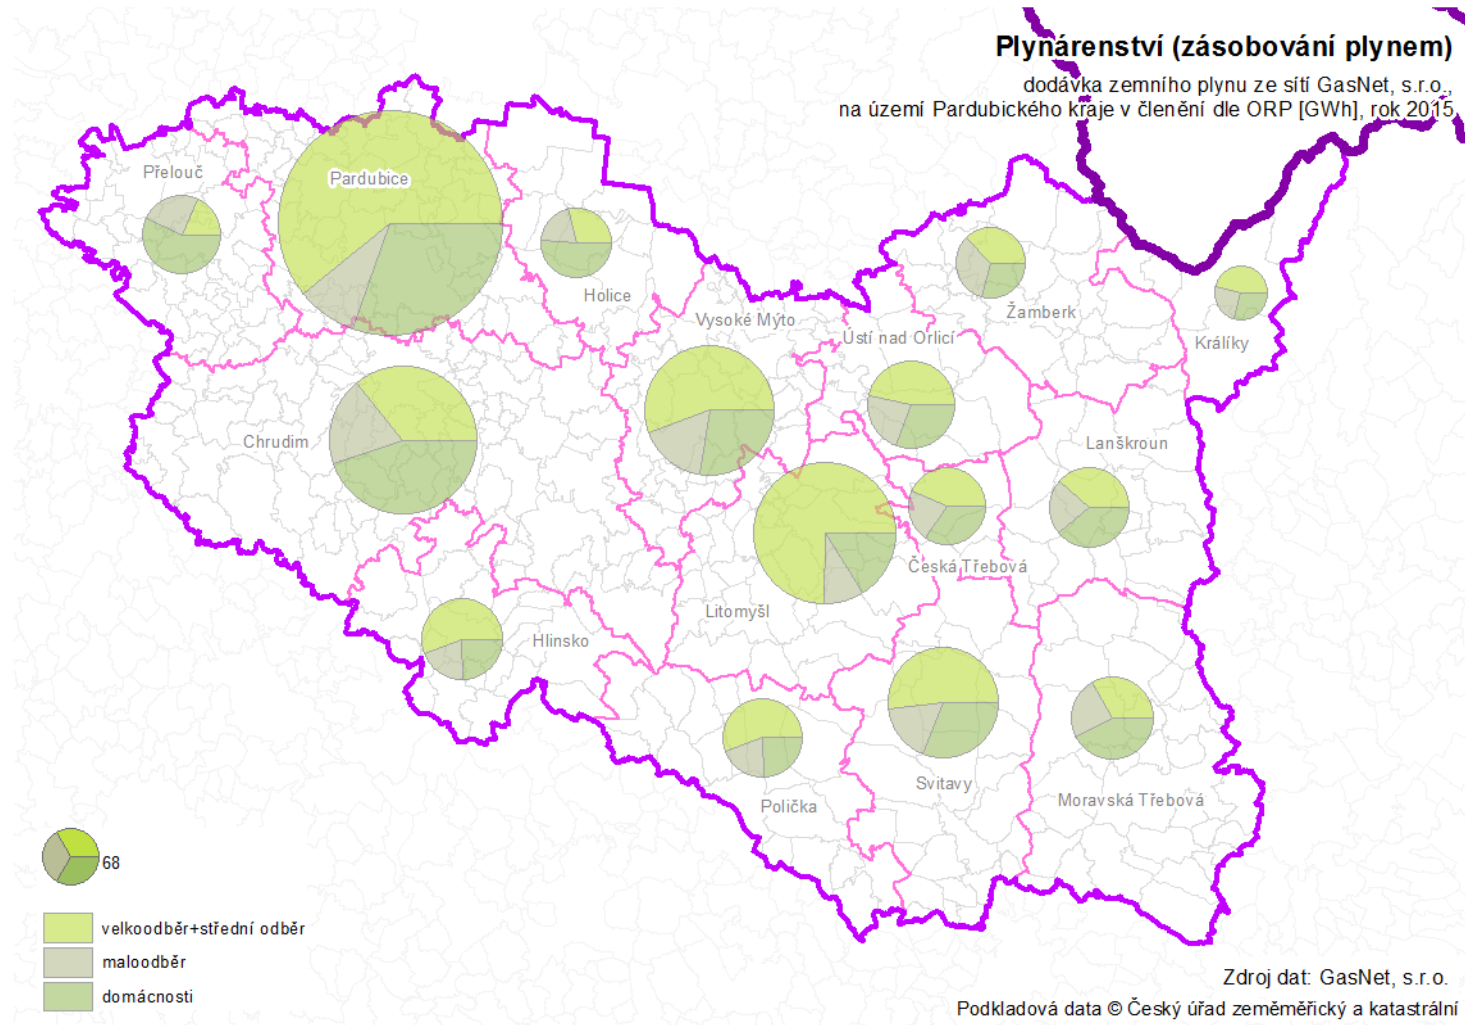 Plynárenství (zásobování plynem)
dodávka zemního plynu ze sítí GasNet, s.r.o.,
na území Pardubického kraje v členění dle ORP [GWh], rok 2015
Přelouč
Pardubice
Holice
Vysoké Mýto
Ústí nad Orlicí
Žamberk
Králíky
Chrudim
Lanškroun
Česká Třebová
Litomyšl
Hlinsko
Svitavy
Polička
Moravská Třebová
68
velkoodběr+střední odběr
maloodběr
domácnosti
Zdroj dat: GasNet, s.r.o.
Podkladová data © Český úřad zeměměřický a katastrální